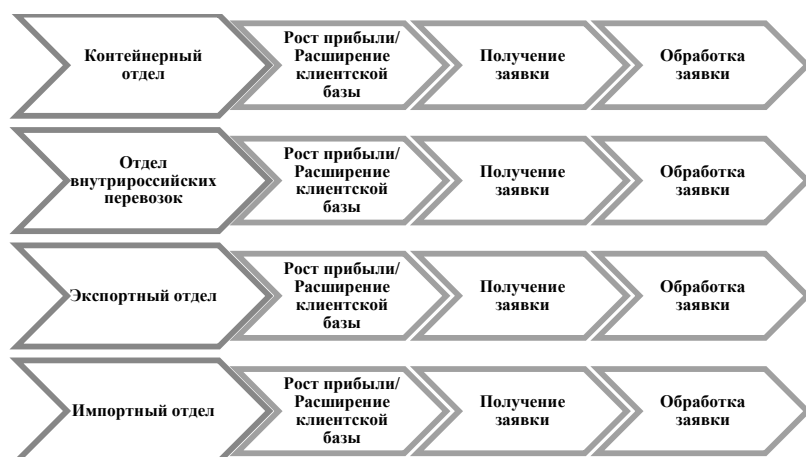 Контейнерный
отдел
Рост прибыли/
Расширение
клиентской
базы
Получение
заявки
Обработка
заявки
Отдел
внутрироссийских
перевозок
Рост прибыли/
Расширение
клиентской
базы
Получение
заявки
Обработка
заявки
Экспортный отдел
Рост прибыли/
Расширение
клиентской
базы
Получение
заявки
Обработка
заявки
Импортный отдел
Рост прибыли/
Расширение
клиентской
базы
Получение
заявки
Обработка
заявки